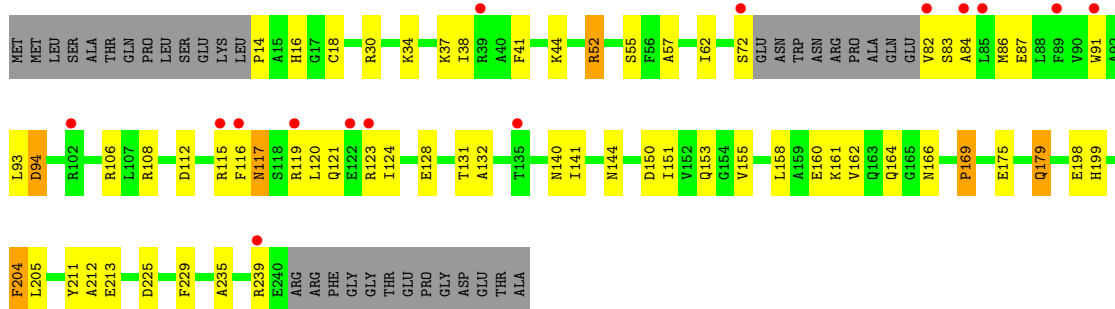 MET MET LEU SER ALA THR GLN PRO LEU SER GLU LYS LEU P14 A15 H16 G17 C18 R30 K34 K37 I38 R39 A40 F41 K44 R52 S55 F56 A57 I62 S72 GLU ASN TRP ASN ARG PRO ALA GLN GLU V82 S83 A84 L85 M86 E87 L88 F89 V90 W91 A92
L93 D94 R102 R106 L107 R108 D112 R115 F116 N117 S118 R119 L120 Q121 E122 R123 I124 E128 T131 A132 T135 N140 I141 N144 D150 I151 V152 Q153 G154 V155 L158 A159 E160 K161 V162 Q163 Q164 G165 N166 P169 E175 Q179 E198 H199
F204 L205 Y211 A212 E213 D225 F229 A235 R239 E240 ARG ARG PHE GLY GLY THR GLU PRO GLY ASP GLU THR ALA